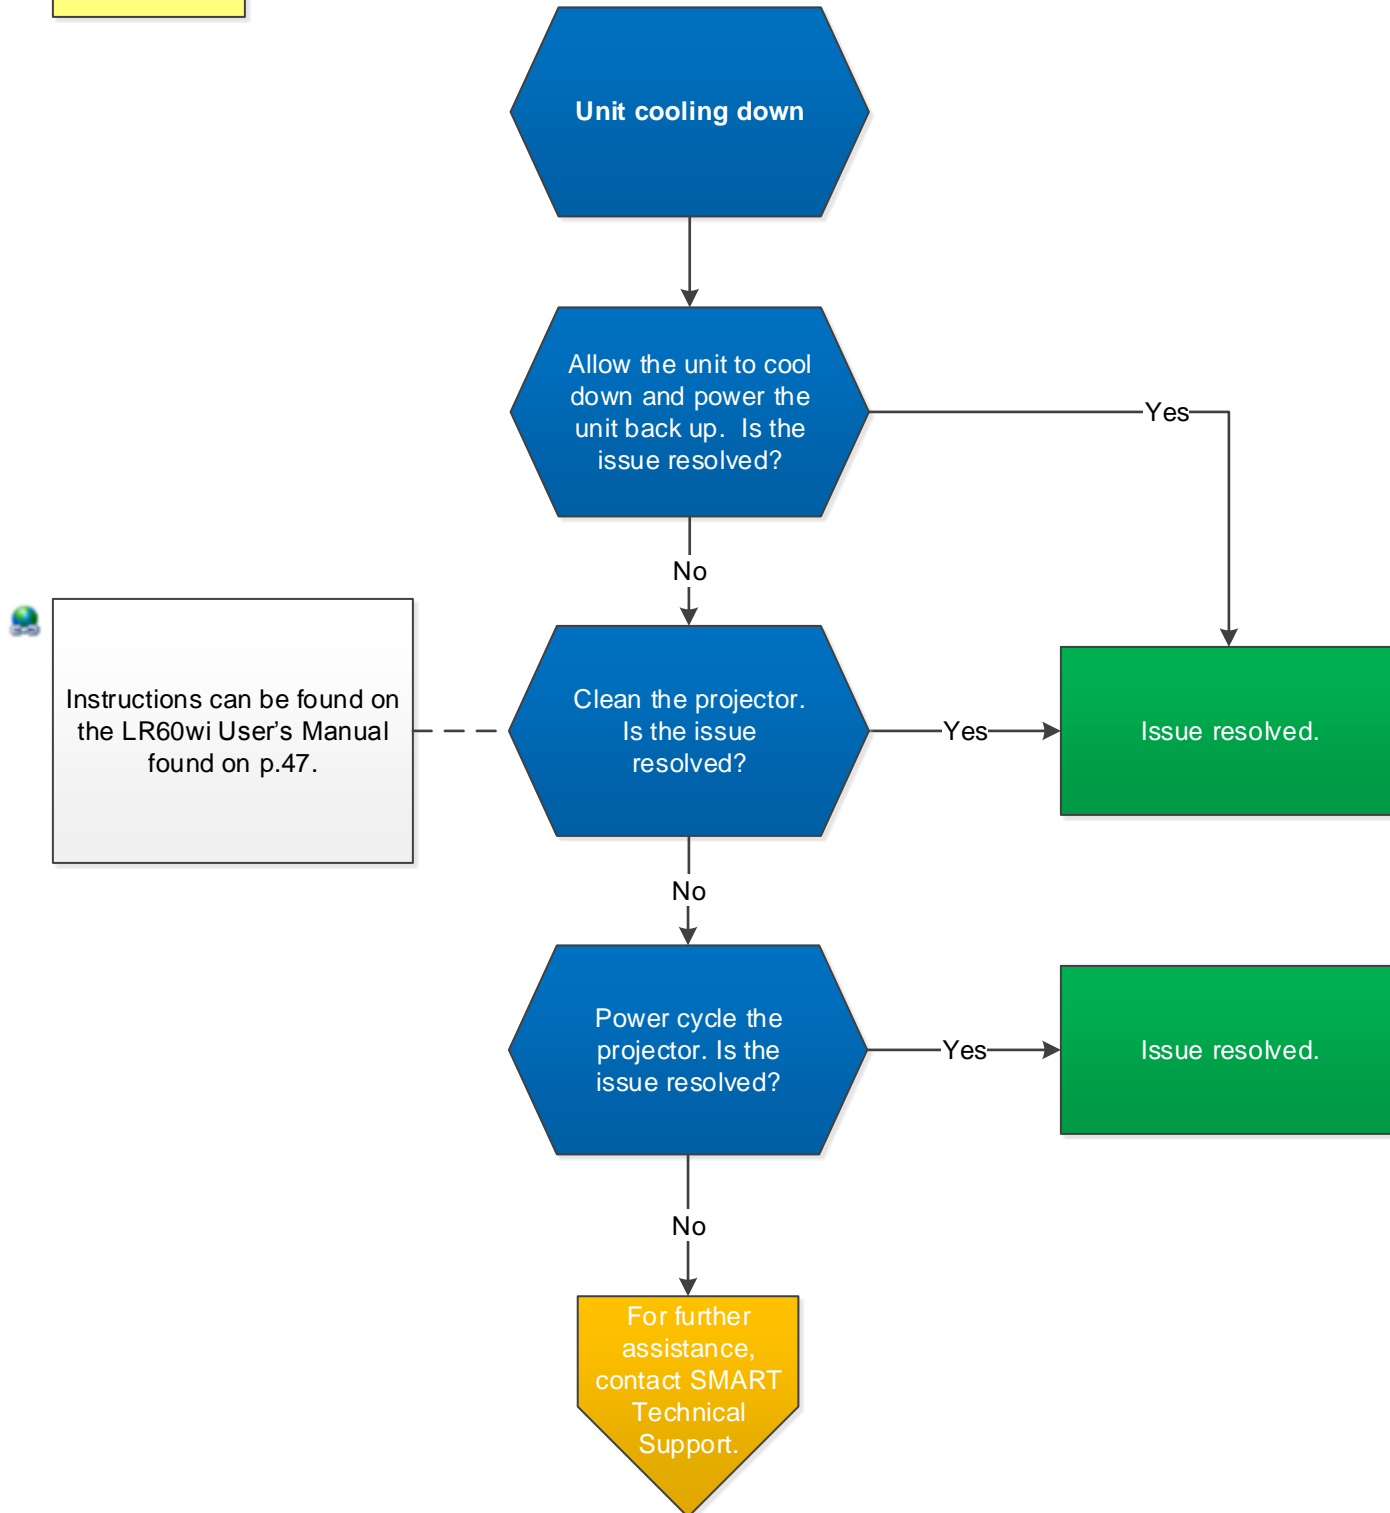 Unit cooling down
Allow the unit to cool
down and power the
unit back up.  Is the
issue resolved?
Yes
No
Instructions can be found on
the LR60wi User’s Manual
found on p.47.
Clean the projector.
Is the issue
resolved?
Yes
Issue resolved.
No
Power cycle the
projector. Is the
issue resolved?
Yes
Issue resolved.
No
For further
assistance,
contact SMART
Technical
Support.